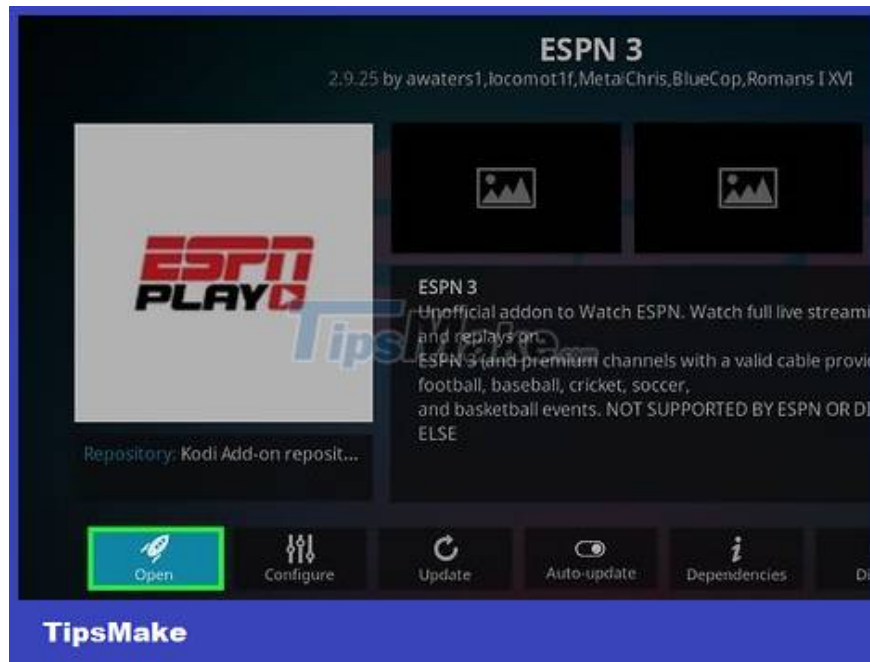 ESPN 3
2.9.25 by awaters1,locomot1f,MetalChris,BlueCop,Romans I XVI
ESPN
PLAY
ESPN 3
Unofficial addon to Watch ESPN. Watch full live streami
and replays on
ESPN 3 (and premium channels with a valid cable provi
football, baseball, cricket, soccer,
and basketball events. NOT SUPPORTED BY ESPN OR DI
ELSE
TipsMake.com
Repository: Kodi Add-on reposit...
Open
Configure
Update
Auto-update
Dependencies
Di
TipsMake